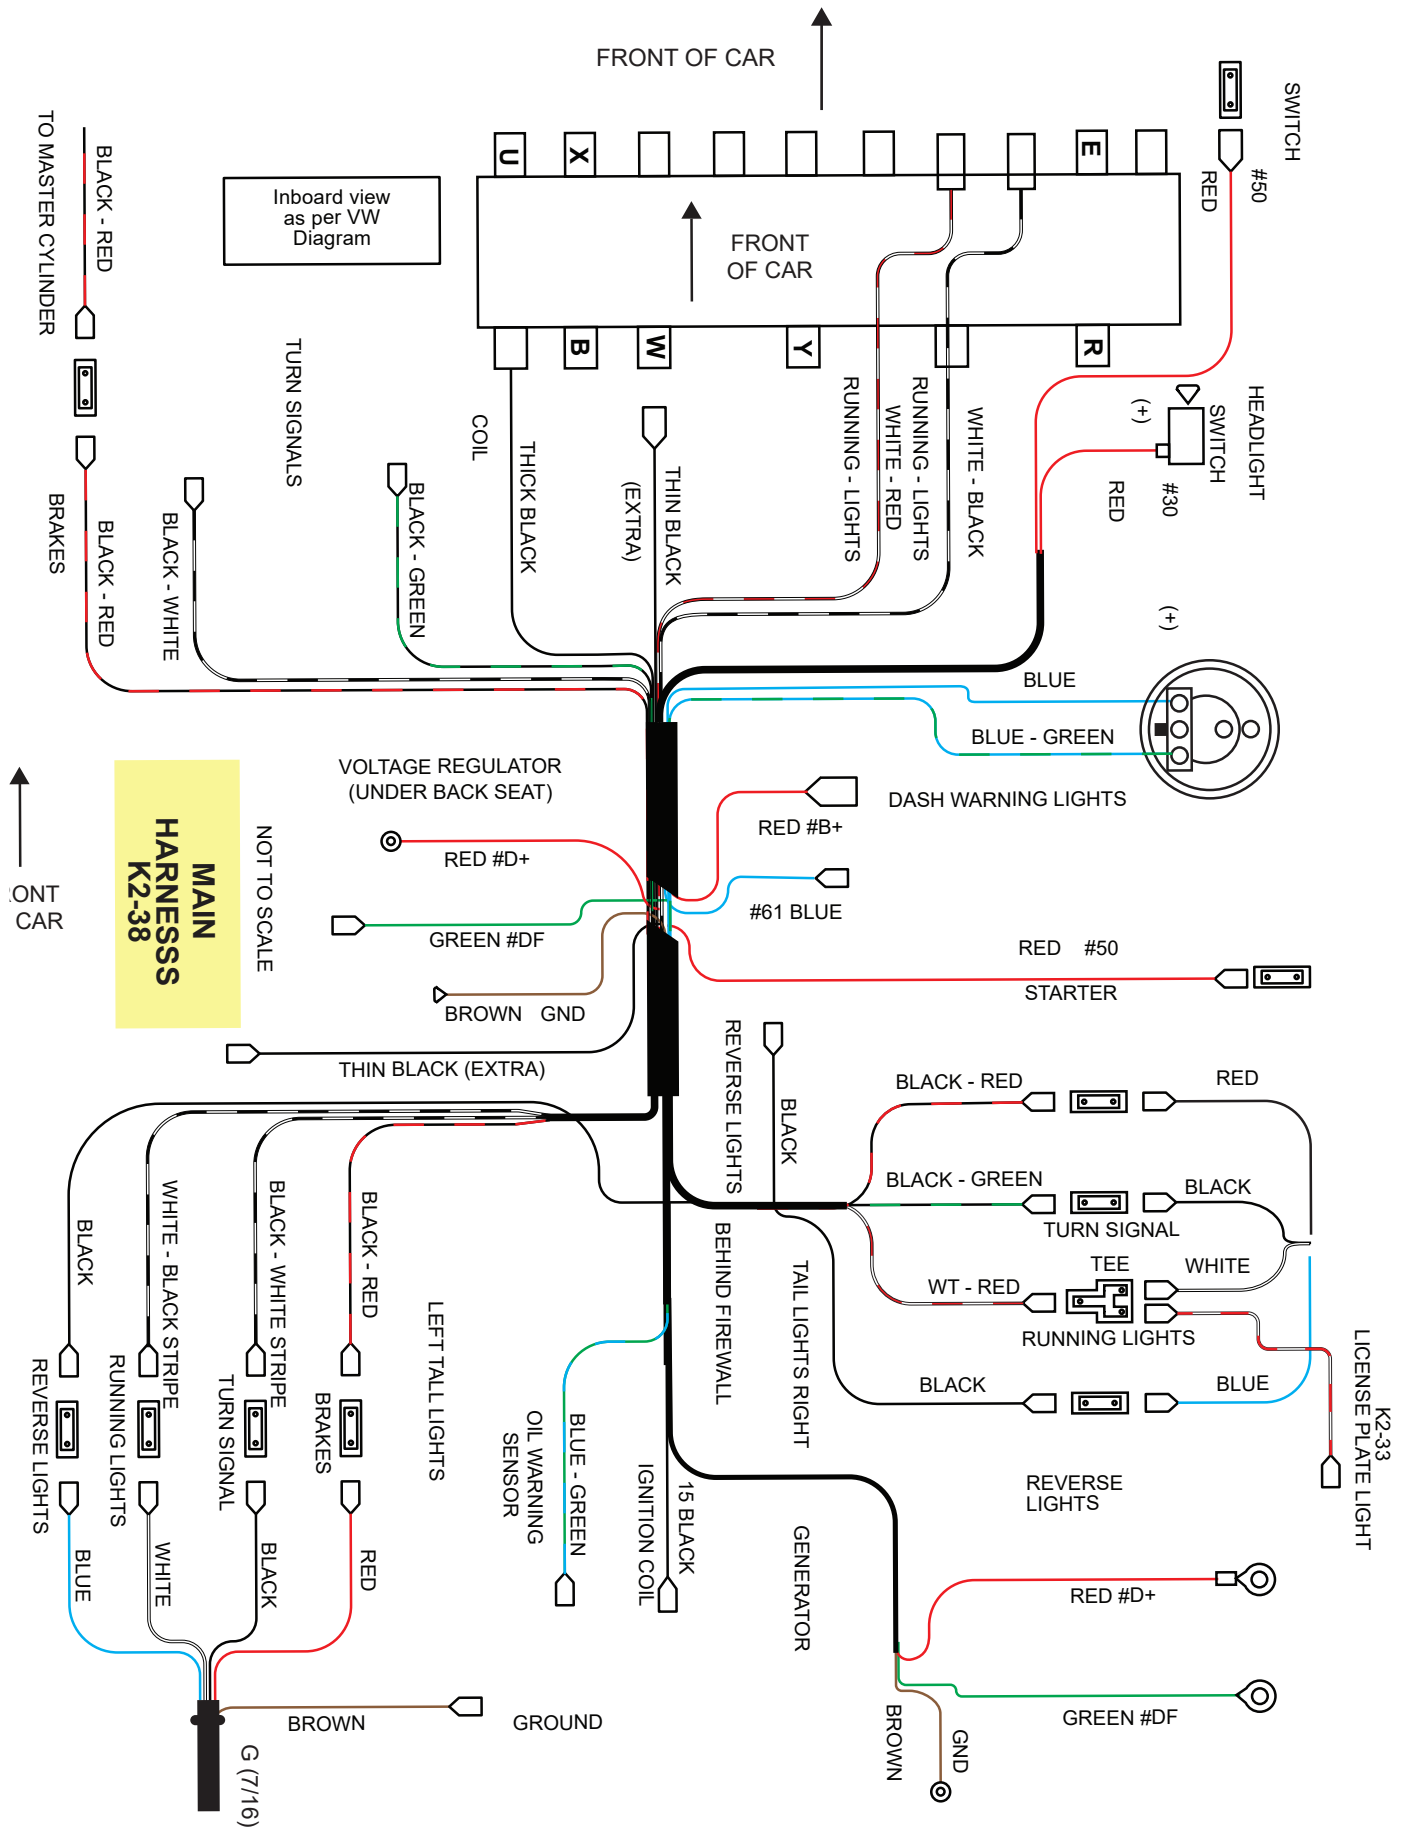 FRONT OF CAR
SWITCH
#50
RED
TO MASTER CYLINDER
BLACK - RED
U
X
E
Inboard view
as per VW
Diagram
FRONT
OF CAR
B
W
Y
R
TURN SIGNALS
COIL
THICK BLACK
THIN BLACK
(EXTRA)
RUNNING - LIGHTS
WHITE - RED
RUNNING - LIGHTS
WHITE - BLACK
HEADLIGHT
SWITCH
(+)
#30
RED
BRAKES
BLACK - RED
BLACK - WHITE
BLACK - GREEN
(+)
BLUE
BLUE - GREEN
DASH WARNING LIGHTS
VOLTAGE REGULATOR
(UNDER BACK SEAT)
RED #B+
RED #D+
#61 BLUE
GREEN #DF
BROWN GND
THIN BLACK (EXTRA)
RED #50
STARTER
RONT
CAR
MAIN
HARNESSS
K2-38
NOT TO SCALE
REVERSE LIGHTS
BLACK
BLACK - RED
RED
BLACK - GREEN
BLACK
TURN SIGNAL
TEE
WHITE
WT - RED
RUNNING LIGHTS
BLACK
BLUE
REVERSE
LIGHTS
K2-33
LICENSE PLATE LIGHT
BEHIND FIREWALL
TAIL LIGHTS RIGHT
BLACK
WHITE - BLACK STRIPE
BLACK - WHITE STRIPE
BLACK - RED
LEFT TALL LIGHTS
REVERSE LIGHTS
RUNNING LIGHTS
TURN SIGNAL
BRAKES
BLUE
WHITE
BLACK
RED
OIL WARNING
SENSOR
BLUE - GREEN
IGNITION COIL
15 BLACK
GENERATOR
RED #D+
GREEN #DF
BROWN
GND
BROWN
GROUND
G (7/16)